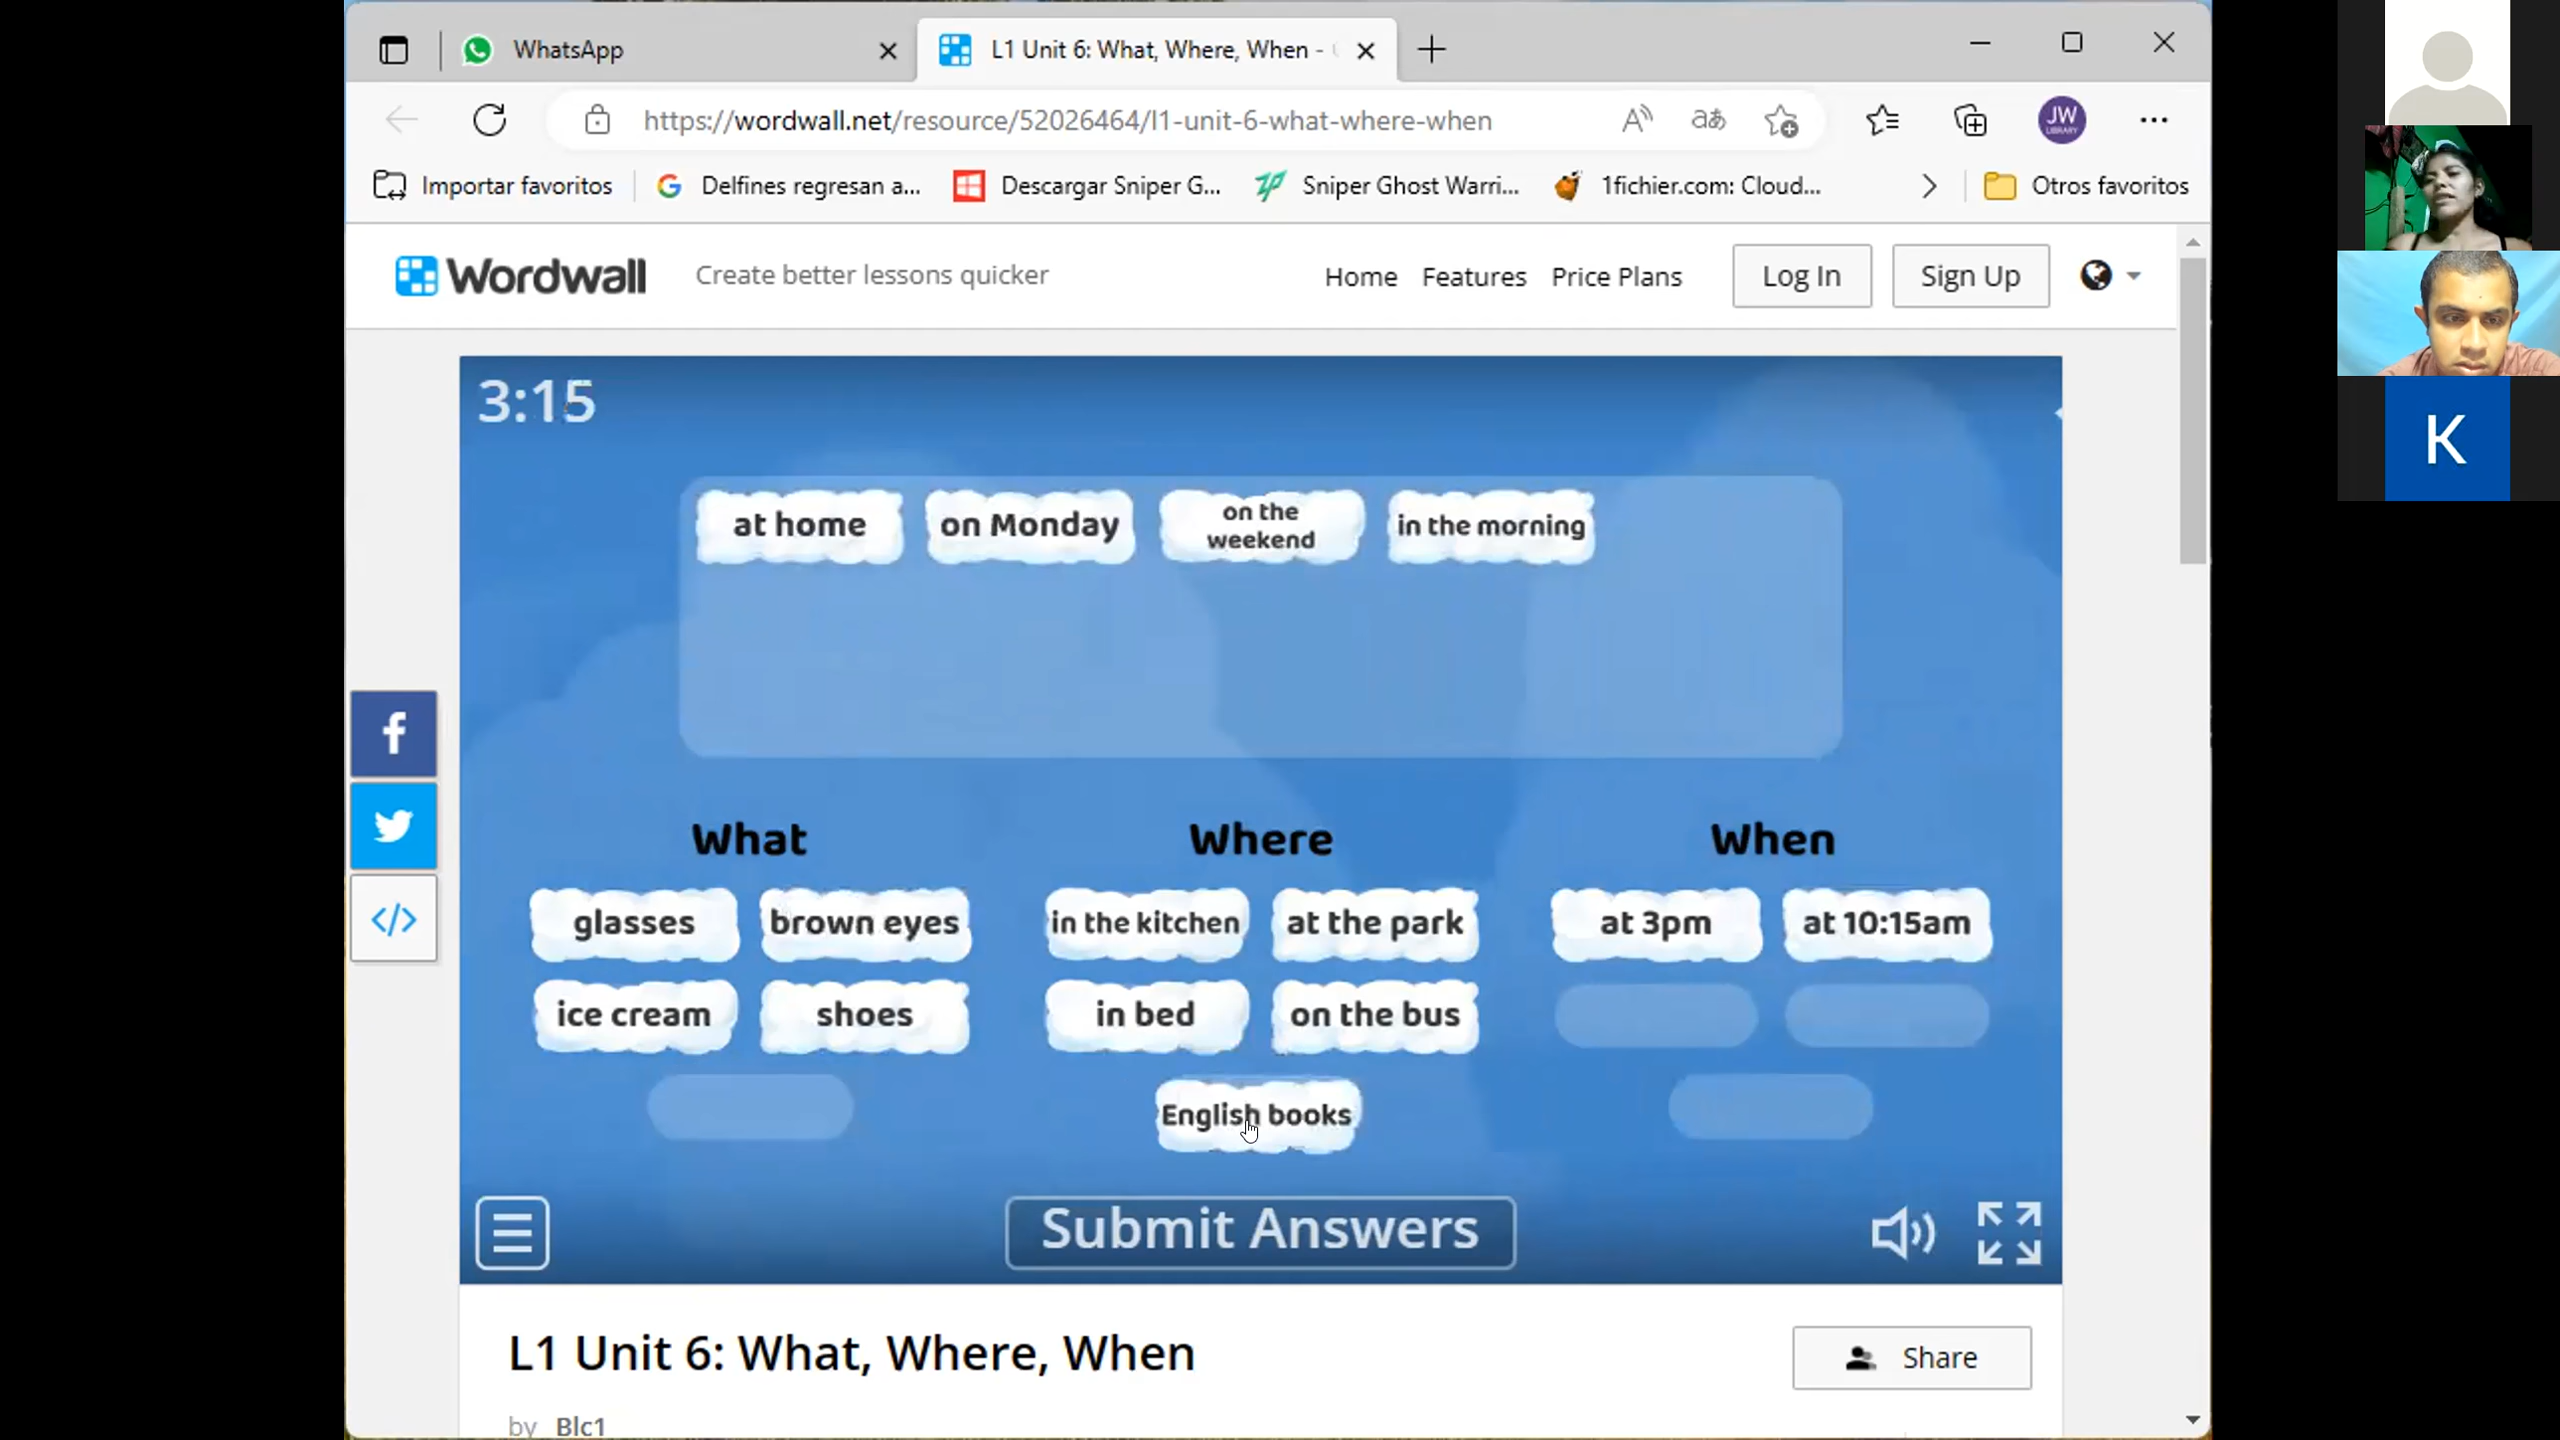 WhatsApp
L1 Unit 6: What, Where, When -
https://wordwall.net/resource/52026464/l1-unit-6-what-where-when
JW
LIBRARY
Importar favoritos
Delfines regresan a...
Descargar Sniper G...
Sniper Ghost Warri...
1fichier.com: Cloud...
Otros favoritos
Wordwall
Create better lessons quicker
Home
Features
Price Plans
Log In
Sign Up
3:15
at home
on Monday
on the
weekend
in the morning
What
Where
When
glasses
brown eyes
in the kitchen
at the park
at 3pm
at 10:15am
ice cream
shoes
in bed
on the bus
English books
Submit Answers
L1 Unit 6: What, Where, When
Share
by Blc1
K